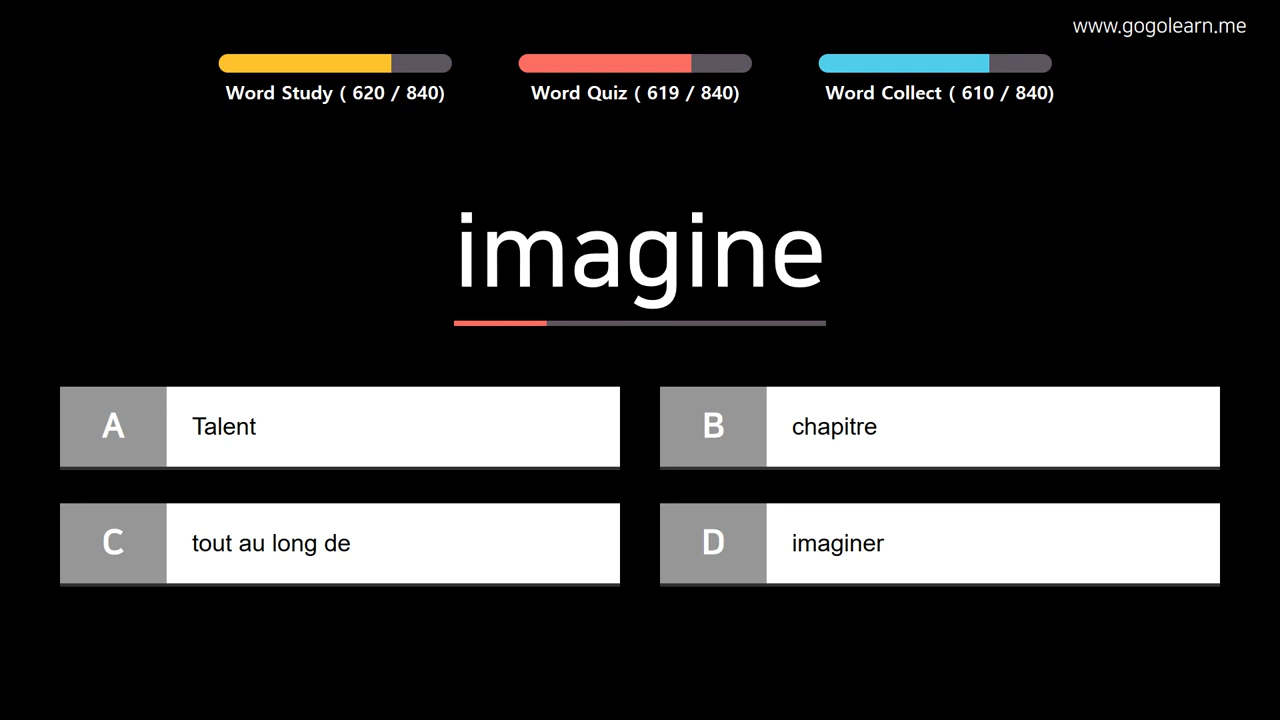 www.gogolearn.me
Word Study ( 620 / 840)
Word Quiz ( 619 / 840)
Word Collect ( 610 / 840)
imagine
A Talent
B chapitre
C tout au long de
D imaginer